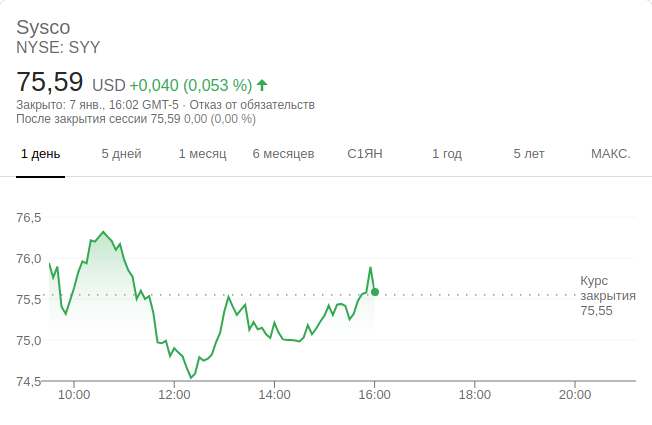 Sysco
NYSE: SYY
75,59 USD +0,040 (0,053 %)
Закрыто: 7 янв., 16:02 GMT-5 · Отказ от обязательств
После закрытия сессии 75,59 0,00 (0,00 %)
1 день 5 дней 1 месяц 6 месяцев С1ЯН 1 год 5 лет МАКС.
76,5
76,0
75,5
75,0
74,5
Курс
закрытия
75,55
10:00 12:00 14:00 16:00 18:00 20:00